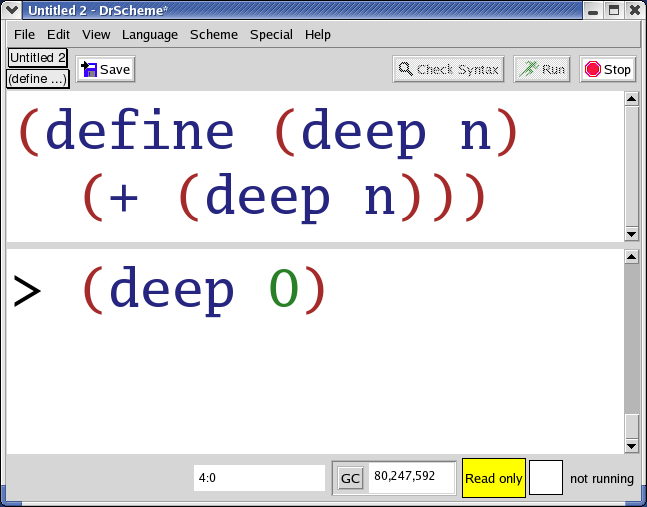 Untitled 2 - DrScheme*
File Edit View Language Scheme Special Help
Untitled 2
(define ...)
Save
Check Syntax
Run
Stop
(define (deep n)
(+ (deep n)))
> (deep 0)
4:0
GC
80,247,592
Read only
not running